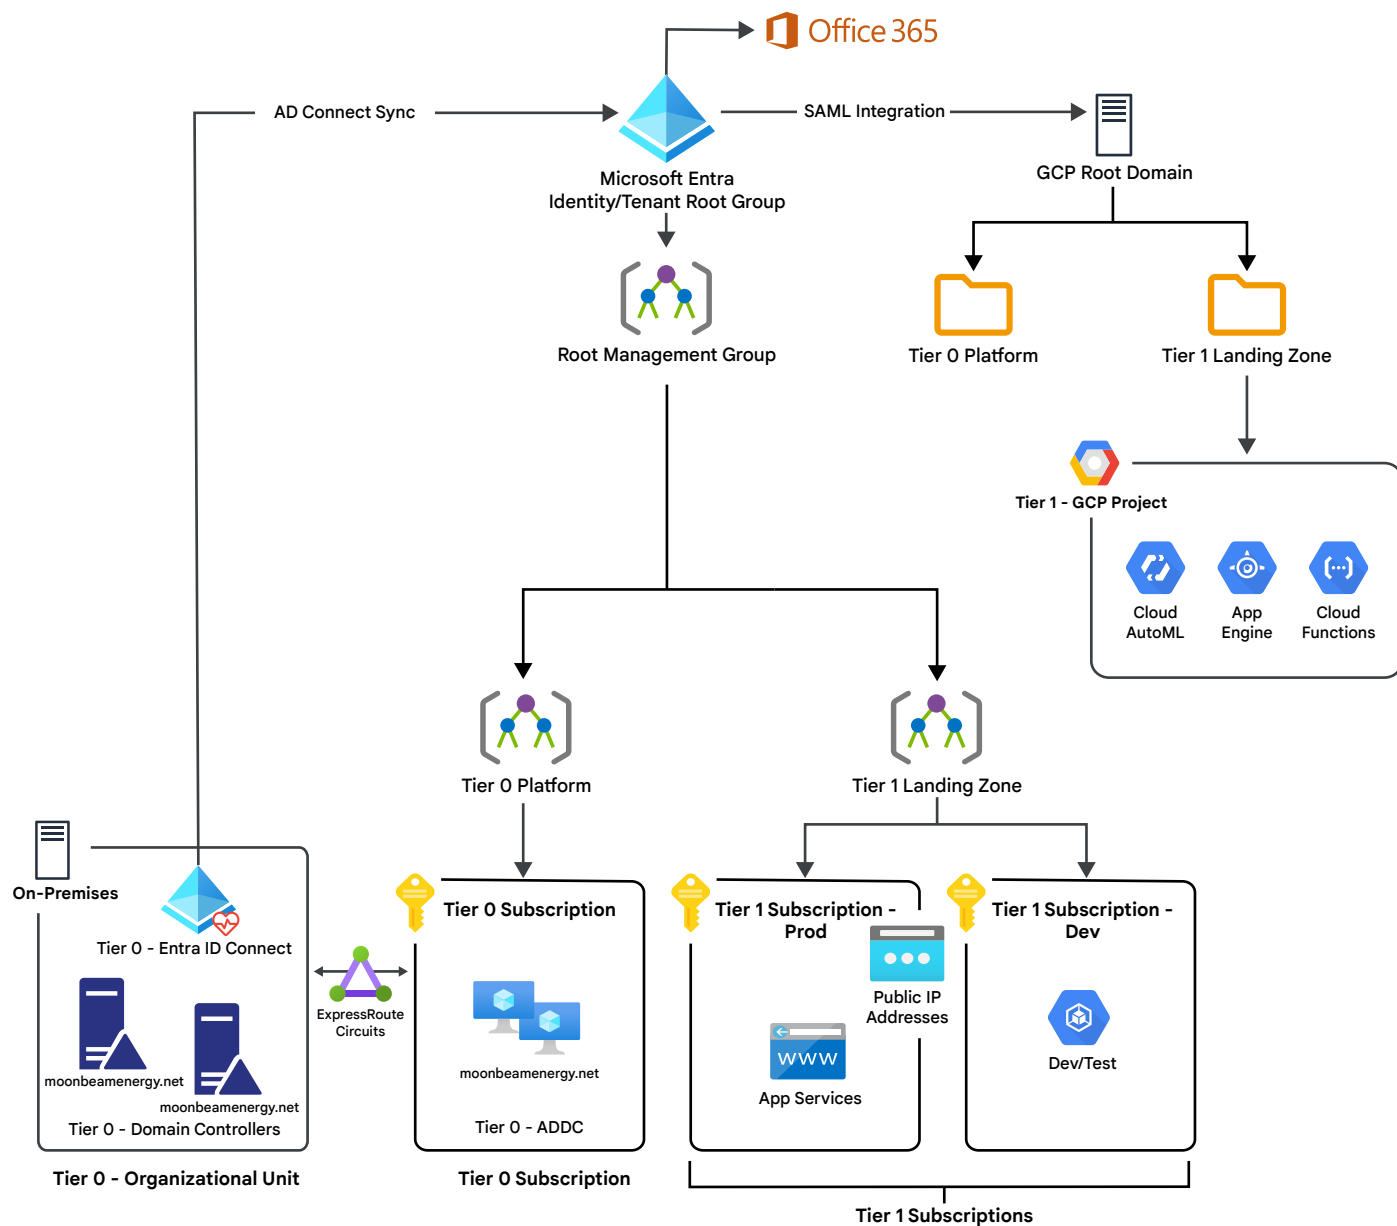 Office 365
AD Connect Sync
SAML Integration
Microsoft Entra
Identity/Tenant Root Group
GCP Root Domain
Root Management Group
Tier 0 Platform
Tier 1 Landing Zone
Tier 1 - GCP Project
Cloud
AutoML
App
Engine
Cloud
Functions
Tier 0 Platform
Tier 1 Landing Zone
On-Premises
Tier 0 - Entra ID Connect
moonbeamenergy.net
moonbeamenergy.net
Tier 0 - Domain Controllers
Tier 0 - Organizational Unit
ExpressRoute
Circuits
Tier 0 Subscription
moonbeamenergy.net
Tier 0 - ADDC
Tier 0 Subscription
Tier 1 Subscription -
Prod
Public IP
Addresses
www
App Services
Tier 1 Subscription -
Dev
Dev/Test
Tier 1 Subscriptions